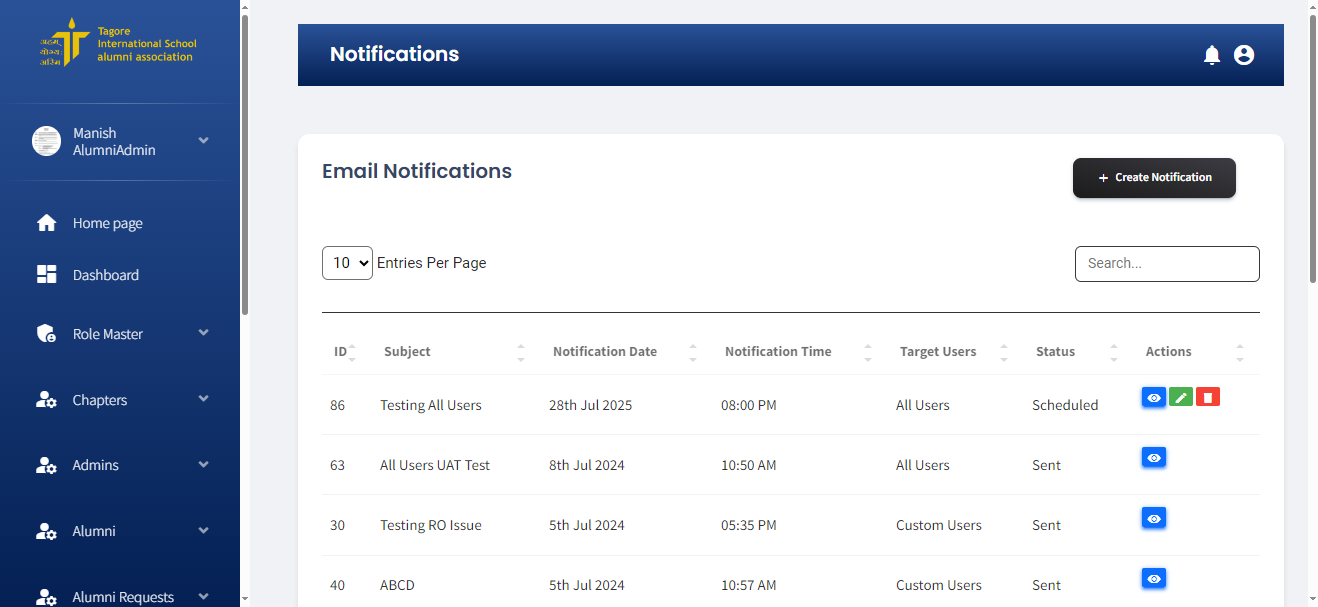 अहम्
योग्यः
अस्मि
Tagore
International School
alumni association
Manish
AlumniAdmin
Home page
Dashboard
Role Master
Chapters
Admins
Alumni
Alumni Requests
Notifications
Email Notifications
+ Create Notification
10 Entries Per Page
Search...
ID Subject Notification Date Notification Time Target Users Status Actions
86 Testing All Users 28th Jul 2025 08:00 PM All Users Scheduled
63 All Users UAT Test 8th Jul 2024 10:50 AM All Users Sent
30 Testing RO Issue 5th Jul 2024 05:35 PM Custom Users Sent
40 ABCD 5th Jul 2024 10:57 AM Custom Users Sent